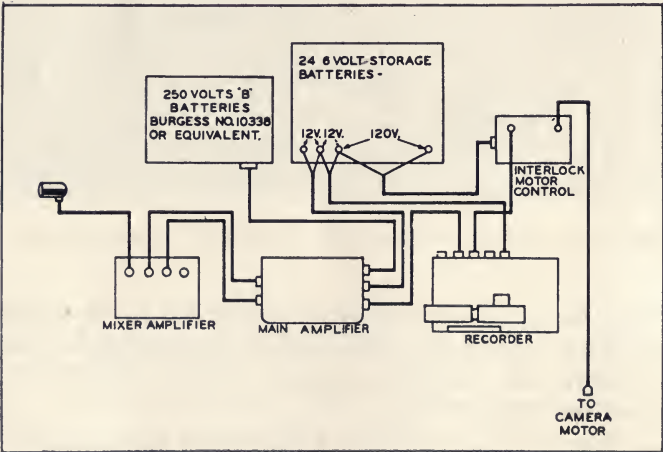 24 6 VOLT STORAGE
BATTERIES -
250 VOLTS "B"
BATTERIES
BURGESS NO. 10338
OR EQUIVALENT.
12V. 12V. 120V.
INTERLOCK
MOTOR
CONTROL
MIXER AMPLIFIER
MAIN AMPLIFIER
RECORDER
TO
CAMERA
MOTOR